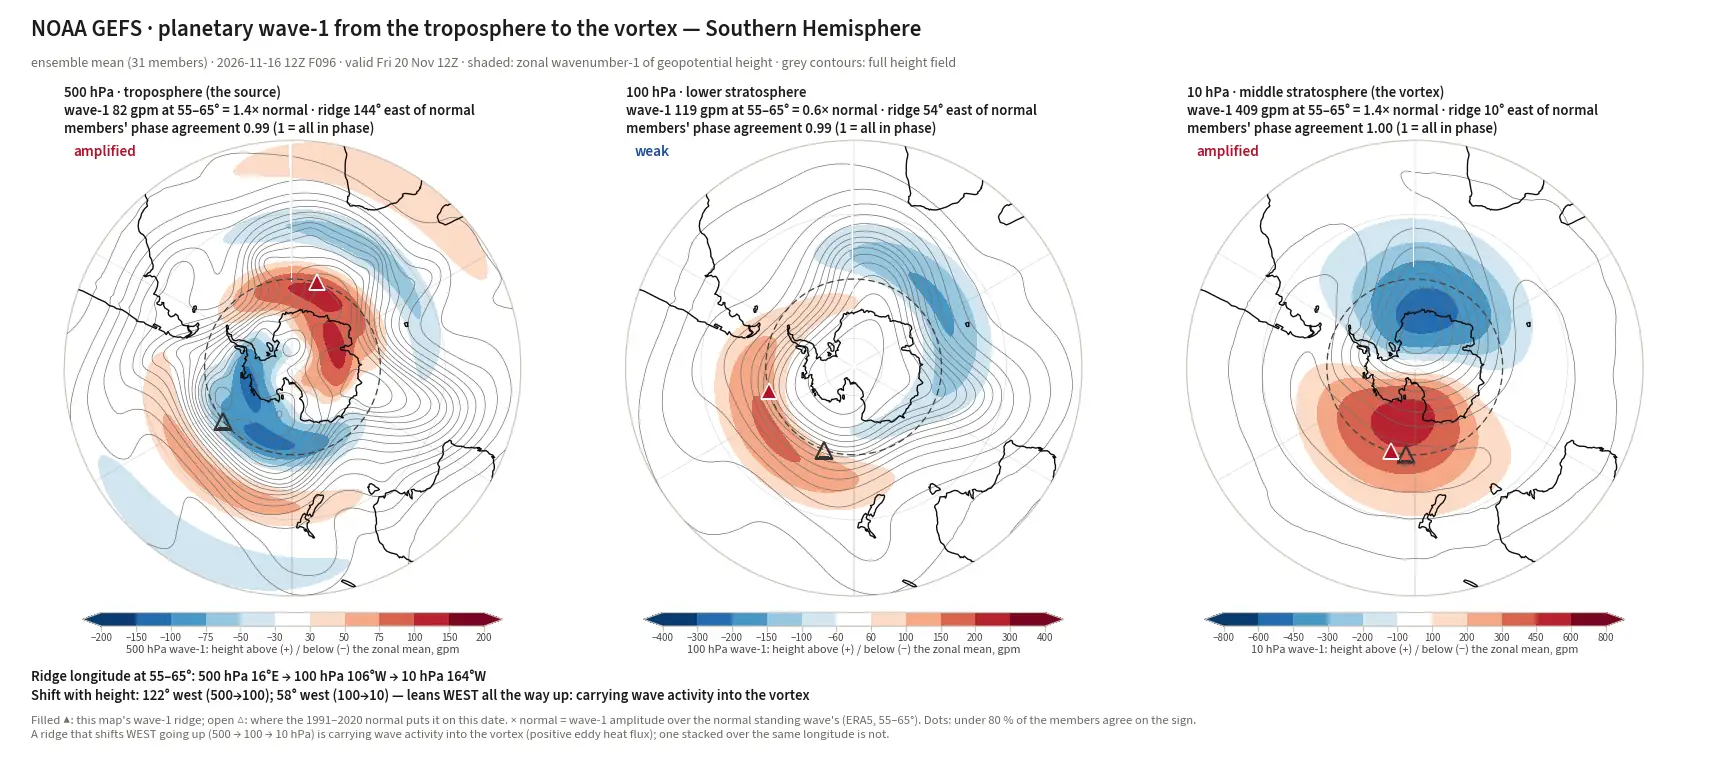 NOAA GEFS · planetary wave-1 from the troposphere to the vortex — Southern Hemisphere
ensemble mean (31 members) · 2026-11-16 12Z F096 · valid Fri 20 Nov 12Z · shaded: zonal wavenumber-1 of geopotential height · grey contours: full height field
500 hPa · troposphere (the source)
wave-1 82 gpm at 55–65° = 1.4× normal · ridge 144° east of normal
members' phase agreement 0.99 (1 = all in phase)
amplified
100 hPa · lower stratosphere
wave-1 119 gpm at 55–65° = 0.6× normal · ridge 54° east of normal
members' phase agreement 0.99 (1 = all in phase)
weak
10 hPa · middle stratosphere (the vortex)
wave-1 409 gpm at 55–65° = 1.4× normal · ridge 10° east of normal
members' phase agreement 1.00 (1 = all in phase)
amplified
−200 −150 −100 −75 −50 −30 30 50 75 100 150 200
500 hPa wave-1: height above (+) / below (−) the zonal mean, gpm
−400 −300 −200 −150 −100 −60 60 100 150 200 300 400
100 hPa wave-1: height above (+) / below (−) the zonal mean, gpm
−800 −600 −450 −300 −200 −100 100 200 300 450 600 800
10 hPa wave-1: height above (+) / below (−) the zonal mean, gpm
Ridge longitude at 55–65°: 500 hPa 16°E → 100 hPa 106°W → 10 hPa 164°W
Shift with height: 122° west (500→100); 58° west (100→10) — leans WEST all the way up: carrying wave activity into the vortex
Filled ▲: this map's wave-1 ridge; open △: where the 1991–2020 normal puts it on this date. × normal = wave-1 amplitude over the normal standing wave's (ERA5, 55–65°). Dots: under 80 % of the members agree on the sign.
A ridge that shifts WEST going up (500 → 100 → 10 hPa) is carrying wave activity into the vortex (positive eddy heat flux); one stacked over the same longitude is not.